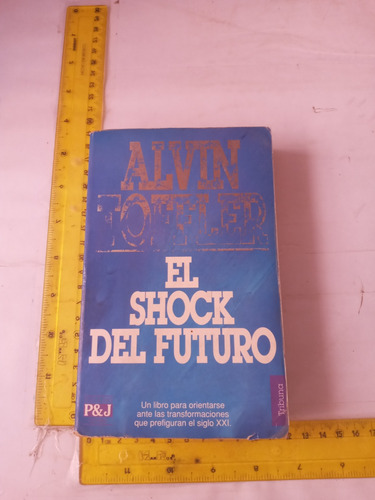 ALVIN
TOFFLER
EL
SHOCK
DEL FUTURO
Un libro para orientarse
ante las transformaciones
que prefiguran el siglo XXI.
P&J
Tribuna